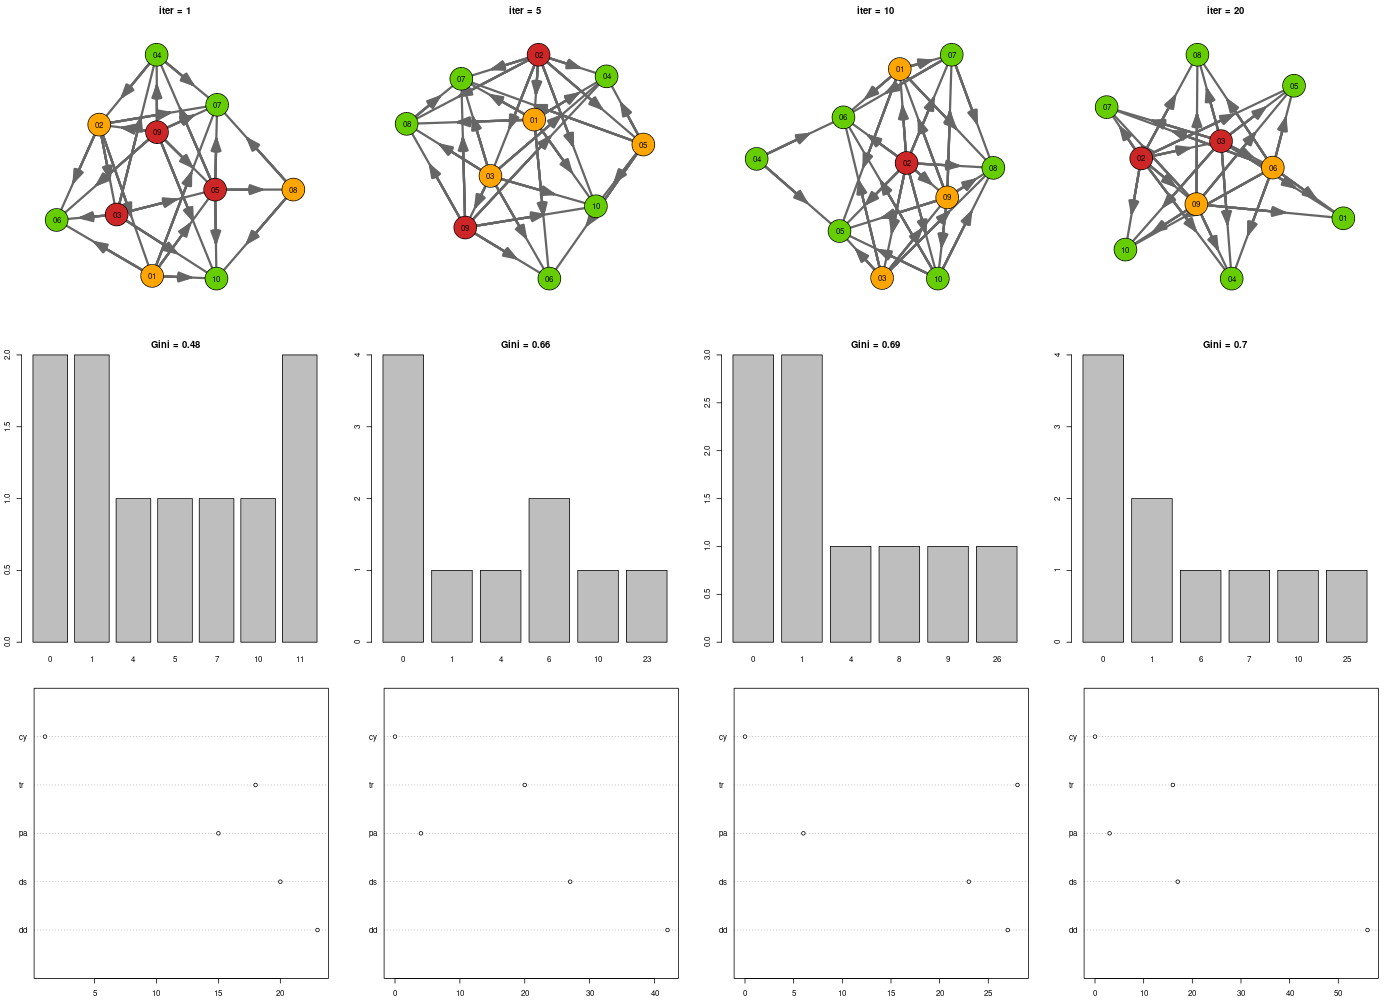 iter = 1
iter = 5
iter = 10
iter = 20
04
02
07
09
05
08
03
06
01
10
02
07
04
08
01
05
03
10
09
06
01
07
06
04
02
08
09
05
03
10
08
05
07
03
02
06
09
01
10
04
Gini = 0.48
Gini = 0.66
Gini = 0.69
Gini = 0.7
2.0
1.5
1.0
0.5
0.0
0 1 4 5 7 10 11
4
3
2
1
0
0 1 4 6 10 23
3.0
2.5
2.0
1.5
1.0
0.5
0.0
0 1 4 8 9 26
4
3
2
1
0
0 1 6 7 10 25
cy
tr
pa
ds
dd
5 10 15 20
cy
tr
pa
ds
dd
0 10 20 30 40
cy
tr
pa
ds
dd
0 5 10 15 20 25
cy
tr
pa
ds
dd
0 10 20 30 40 50